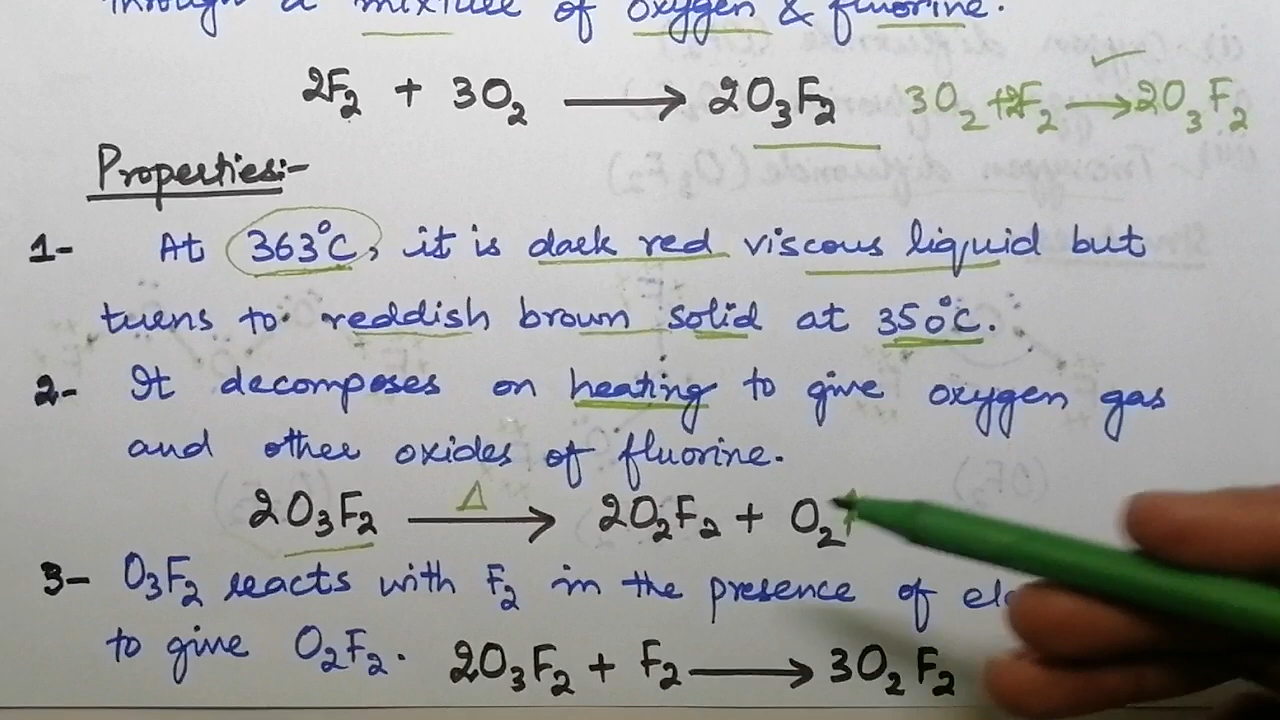 through a mixture of oxygen & fluorine.
2F₂ + 3O₂ ⟶ 2O₃F₂ 3O₂ + 2F₂ ⟶ 2O₃F₂ ✓
Properties:-
1- At 363°C, it is dark red viscous liquid but
turns to reddish brown solid at 350°C.
2- It decomposes on heating to give oxygen gas
and other oxides of fluorine.
2O₃F₂ —Δ→ 2O₂F₂ + O₂↑
3- O₃F₂ reacts with F₂ in the presence of ele
to give O₂F₂. 2O₃F₂ + F₂ ⟶ 3O₂F₂